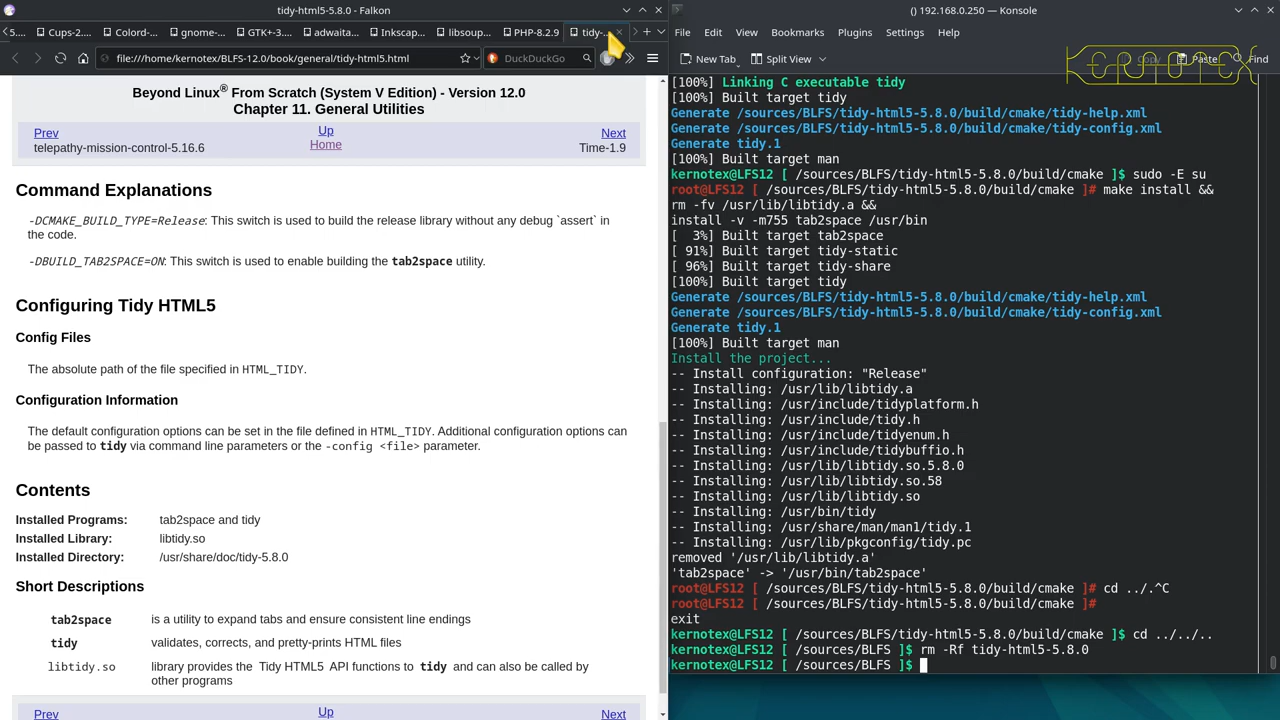 tidy-html5-5.8.0 - Falkon
5....
Cups-2....
Colord-...
gnome-...
GTK+-3....
adwaita...
Inkscap...
libsoup...
PHP-8.2.9
tidy-...
file:///home/kernotex/BLFS-12.0/book/general/tidy-html5.html
DuckDuckGo
Beyond Linux® From Scratch (System V Edition) - Version 12.0
Chapter 11. General Utilities
Prev
Up
Next
telepathy-mission-control-5.16.6
Home
Time-1.9
Command Explanations
-DCMAKE_BUILD_TYPE=Release: This switch is used to build the release library without any debug `assert` in
the code.
-DBUILD_TAB2SPACE=ON: This switch is used to enable building the tab2space utility.
Configuring Tidy HTML5
Config Files
The absolute path of the file specified in HTML_TIDY.
Configuration Information
The default configuration options can be set in the file defined in HTML_TIDY. Additional configuration options can
be passed to tidy via command line parameters or the -config <file> parameter.
Contents
Installed Programs: tab2space and tidy
Installed Library: libtidy.so
Installed Directory: /usr/share/doc/tidy-5.8.0
Short Descriptions
tab2space is a utility to expand tabs and ensure consistent line endings
tidy validates, corrects, and pretty-prints HTML files
libtidy.so library provides the Tidy HTML5 API functions to tidy and can also be called by
other programs
Prev
Up
Next
() 192.168.0.250 — Konsole
File Edit View Bookmarks Plugins Settings Help
New Tab
Split View
Copy
Paste
Find
Kernotex
[100%] Linking C executable tidy
[100%] Built target tidy
Generate /sources/BLFS/tidy-html5-5.8.0/build/cmake/tidy-help.xml
Generate /sources/BLFS/tidy-html5-5.8.0/build/cmake/tidy-config.xml
Generate tidy.1
[100%] Built target man
kernotex@LFS12 [ /sources/BLFS/tidy-html5-5.8.0/build/cmake ]$ sudo -E su
root@LFS12 [ /sources/BLFS/tidy-html5-5.8.0/build/cmake ]# make install &&
rm -fv /usr/lib/libtidy.a &&
install -v -m755 tab2space /usr/bin
[  3%] Built target tab2space
[ 91%] Built target tidy-static
[ 96%] Built target tidy-share
[100%] Built target tidy
Generate /sources/BLFS/tidy-html5-5.8.0/build/cmake/tidy-help.xml
Generate /sources/BLFS/tidy-html5-5.8.0/build/cmake/tidy-config.xml
Generate tidy.1
[100%] Built target man
Install the project...
-- Install configuration: "Release"
-- Installing: /usr/lib/libtidy.a
-- Installing: /usr/include/tidyplatform.h
-- Installing: /usr/include/tidy.h
-- Installing: /usr/include/tidyenum.h
-- Installing: /usr/include/tidybuffio.h
-- Installing: /usr/lib/libtidy.so.5.8.0
-- Installing: /usr/lib/libtidy.so.58
-- Installing: /usr/lib/libtidy.so
-- Installing: /usr/bin/tidy
-- Installing: /usr/share/man/man1/tidy.1
-- Installing: /usr/lib/pkgconfig/tidy.pc
removed '/usr/lib/libtidy.a'
'tab2space' -> '/usr/bin/tab2space'
root@LFS12 [ /sources/BLFS/tidy-html5-5.8.0/build/cmake ]# cd ../.^C
root@LFS12 [ /sources/BLFS/tidy-html5-5.8.0/build/cmake ]#
exit
kernotex@LFS12 [ /sources/BLFS/tidy-html5-5.8.0/build/cmake ]$ cd ../../..
kernotex@LFS12 [ /sources/BLFS ]$ rm -Rf tidy-html5-5.8.0
kernotex@LFS12 [ /sources/BLFS ]$